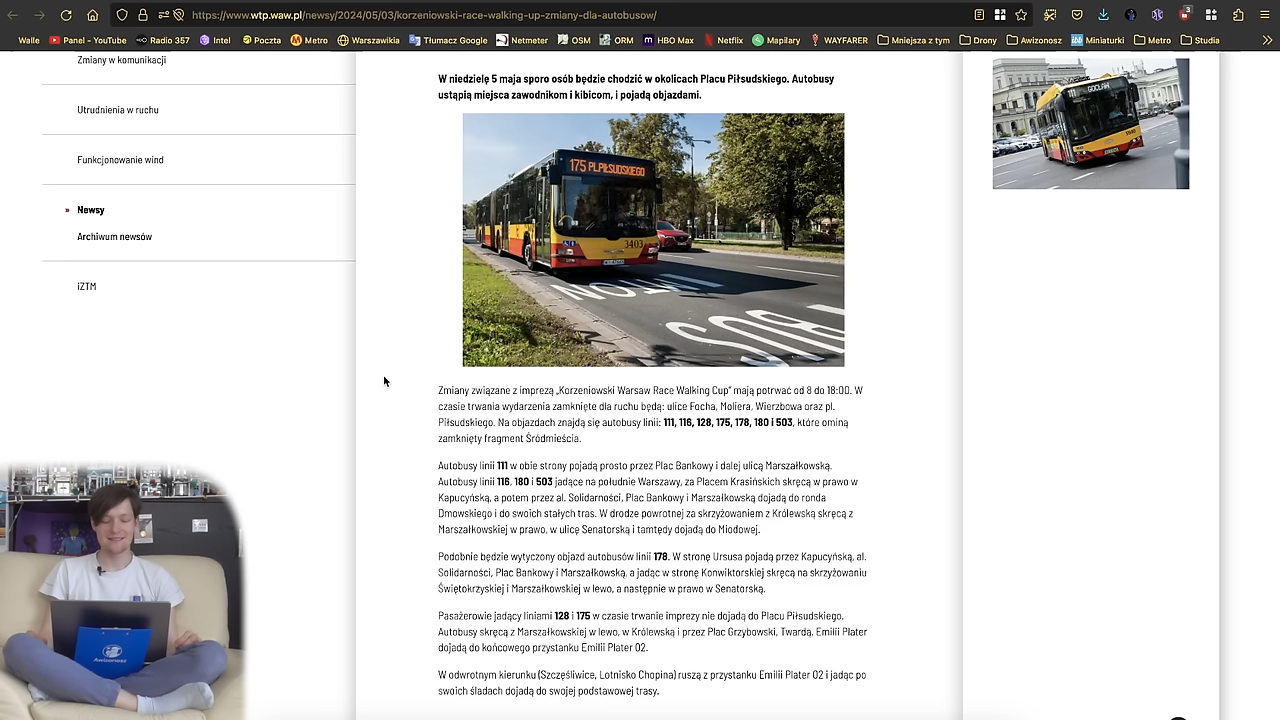 https://www.wtp.waw.pl/newsy/2024/05/03/korzeniowski-race-walking-up-zmiany-dla-autobusow/
3
Walle Panel - YouTube Radio 357 Intel Poczta Metro Warszawikia Tłumacz Google Netmeter OSM ORM HBO Max Netflix Mapilary WAYFARER Mniejsza z tym Drony Awizonosz Miniaturki Metro Studia
Zmiany w komunikacji
Utrudnienia w ruchu
Funkcjonowanie wind
» Newsy
Archiwum newsów
iZTM
W niedzielę 5 maja sporo osób będzie chodzić w okolicach Placu Piłsudskiego. Autobusy
ustąpią miejsca zawodnikom i kibicom, i pojadą objazdami.
175 PL.PIŁSUDSKIEGO
3403
BUS
Zmiany związane z imprezą „Korzeniowski Warsaw Race Walking Cup” mają potrwać od 8 do 18:00. W
czasie trwania wydarzenia zamknięte dla ruchu będą: ulice Focha, Moliera, Wierzbowa oraz pl.
Piłsudskiego. Na objazdach znajdą się autobusy linii: 111, 116, 128, 175, 178, 180 i 503, które ominą
zamknięty fragment Śródmieścia.
Autobusy linii 111 w obie strony pojadą prosto przez Plac Bankowy i dalej ulicą Marszałkowską.
Autobusy linii 116, 180 i 503 jadące na południe Warszawy, za Placem Krasińskich skręcą w prawo w
Kapucyńską, a potem przez al. Solidarności, Plac Bankowy i Marszałkowską dojadą do ronda
Dmowskiego i do swoich stałych tras. W drodze powrotnej za skrzyżowaniem z Królewską skręcą z
Marszałkowskiej w prawo, w ulicę Senatorską i tamtędy dojadą do Miodowej.
Podobnie będzie wytyczony objazd autobusów linii 178. W stronę Ursusa pojadą przez Kapucyńską, al.
Solidarności, Plac Bankowy i Marszałkowską, a jadąc w stronę Konwiktorskiej skręcą na skrzyżowaniu
Świętokrzyskiej i Marszałkowskiej w lewo, a następnie w prawo w Senatorską.
Pasażerowie jadący liniami 128 i 175 w czasie trwanie imprezy nie dojadą do Placu Piłsudskiego.
Autobusy skręcą z Marszałkowskiej w lewo, w Królewską i przez Plac Grzybowski, Twardą, Emilii Plater
dojadą do końcowego przystanku Emilii Plater 02.
W odwrotnym kierunku (Szczęśliwice, Lotnisko Chopina) ruszą z przystanku Emilii Plater 02 i jadąc po
swoich śladach dojadą do swojej podstawowej trasy.
111 GOCŁAW
Awizonosz